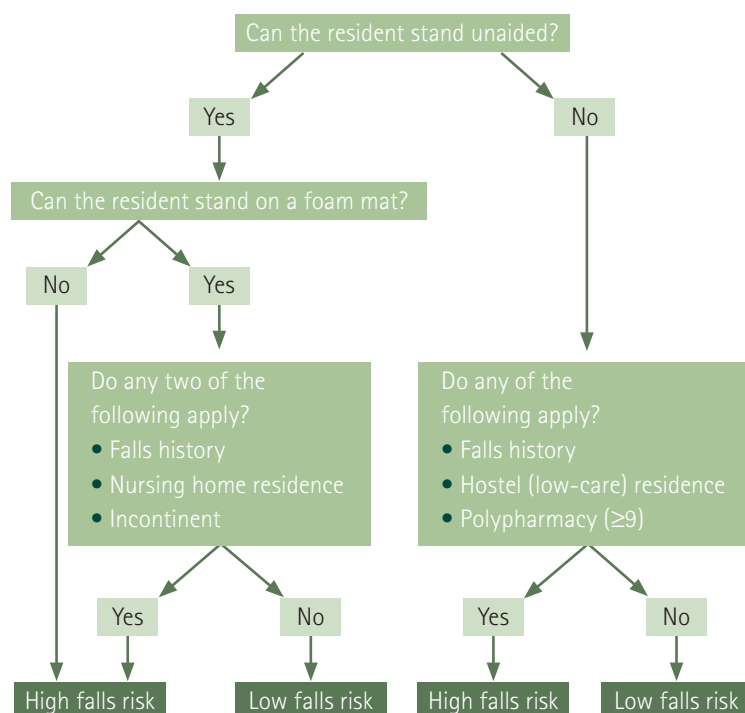 Can the resident stand unaided?
Yes
No
Can the resident stand on a foam mat?
No
Yes
Do any two of the
following apply?
• Falls history
• Nursing home residence
• Incontinent
Do any of the
following apply?
• Falls history
• Hostel (low-care) residence
• Polypharmacy (≥9)
Yes
No
Yes
No
High falls risk
Low falls risk
High falls risk
Low falls risk